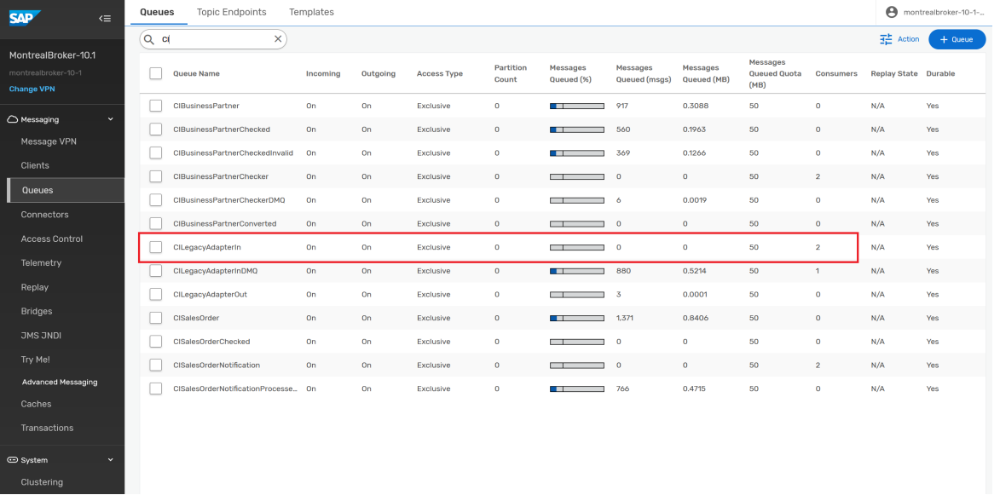 SAP
Queues Topic Endpoints Templates
montrealbroker-10-1-...
CI
Action + Queue
MontrealBroker-10.1
montrealbroker-10-1
Change VPN
Messaging
Message VPN
Clients
Queues
Connectors
Access Control
Telemetry
Replay
Bridges
JMS JNDI
Try Me!
Advanced Messaging
Caches
Transactions
System
Clustering
Queue Name Incoming Outgoing Access Type Partition Count Messages Queued (%) Messages Queued (msgs) Messages Queued (MB) Messages Queued Quota (MB) Consumers Replay State Durable
CIBusinessPartner On On Exclusive 0 917 0.3088 50 0 N/A Yes
CIBusinessPartnerChecked On On Exclusive 0 560 0.1963 50 0 N/A Yes
CIBusinessPartnerCheckedInvalid On On Exclusive 0 369 0.1266 50 0 N/A Yes
CIBusinessPartnerChecker On On Exclusive 0 0 0 50 2 N/A Yes
CIBusinessPartnerCheckerDMQ On On Exclusive 0 6 0.0019 50 0 N/A Yes
CIBusinessPartnerConverted On On Exclusive 0 0 0 50 0 N/A Yes
CILegacyAdapterIn On On Exclusive 0 0 0 50 2 N/A Yes
CILegacyAdapterInDMQ On On Exclusive 0 880 0.5214 50 1 N/A Yes
CILegacyAdapterOut On On Exclusive 0 3 0.0001 50 0 N/A Yes
CISalesOrder On On Exclusive 0 1,371 0.8406 50 0 N/A Yes
CISalesOrderChecked On On Exclusive 0 0 0 50 0 N/A Yes
CISalesOrderNotification On On Exclusive 0 0 0 50 2 N/A Yes
CISalesOrderNotificationProcesse... On On Exclusive 0 766 0.4715 50 0 N/A Yes